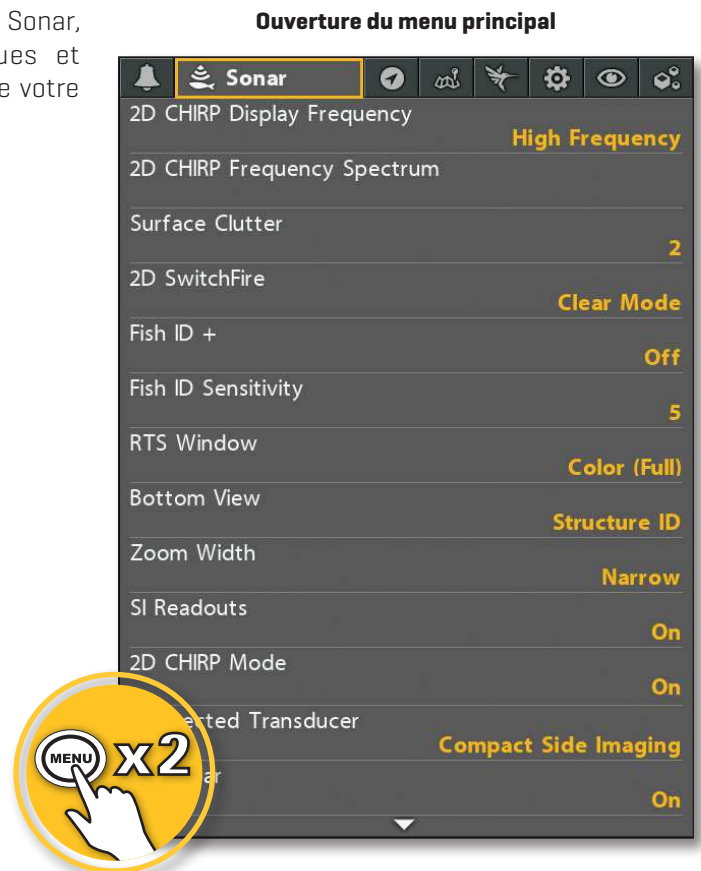 Sonar,
ues et
e votre
Ouverture du menu principal
Sonar
2D CHIRP Display Frequency
High Frequency
2D CHIRP Frequency Spectrum
Surface Clutter
2
2D SwitchFire
Clear Mode
Fish ID +
Off
Fish ID Sensitivity
5
RTS Window
Color (Full)
Bottom View
Structure ID
Zoom Width
Narrow
SI Readouts
On
2D CHIRP Mode
On
ected Transducer
Compact Side Imaging
ar
On
MENU x2